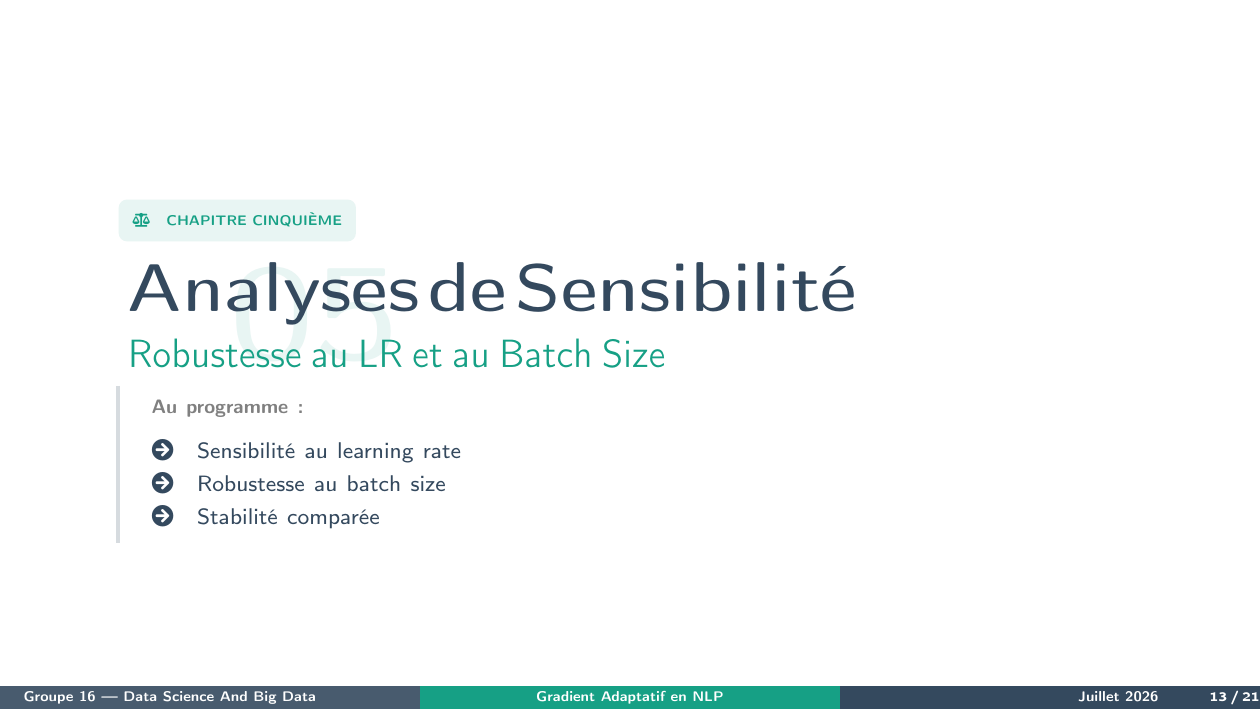 CHAPITRE CINQUIÈME
05
Analyses de Sensibilité
Robustesse au LR et au Batch Size
Au programme :
Sensibilité au learning rate
Robustesse au batch size
Stabilité comparée
Groupe 16 — Data Science And Big Data
Gradient Adaptatif en NLP
Juillet 2026
13 / 21